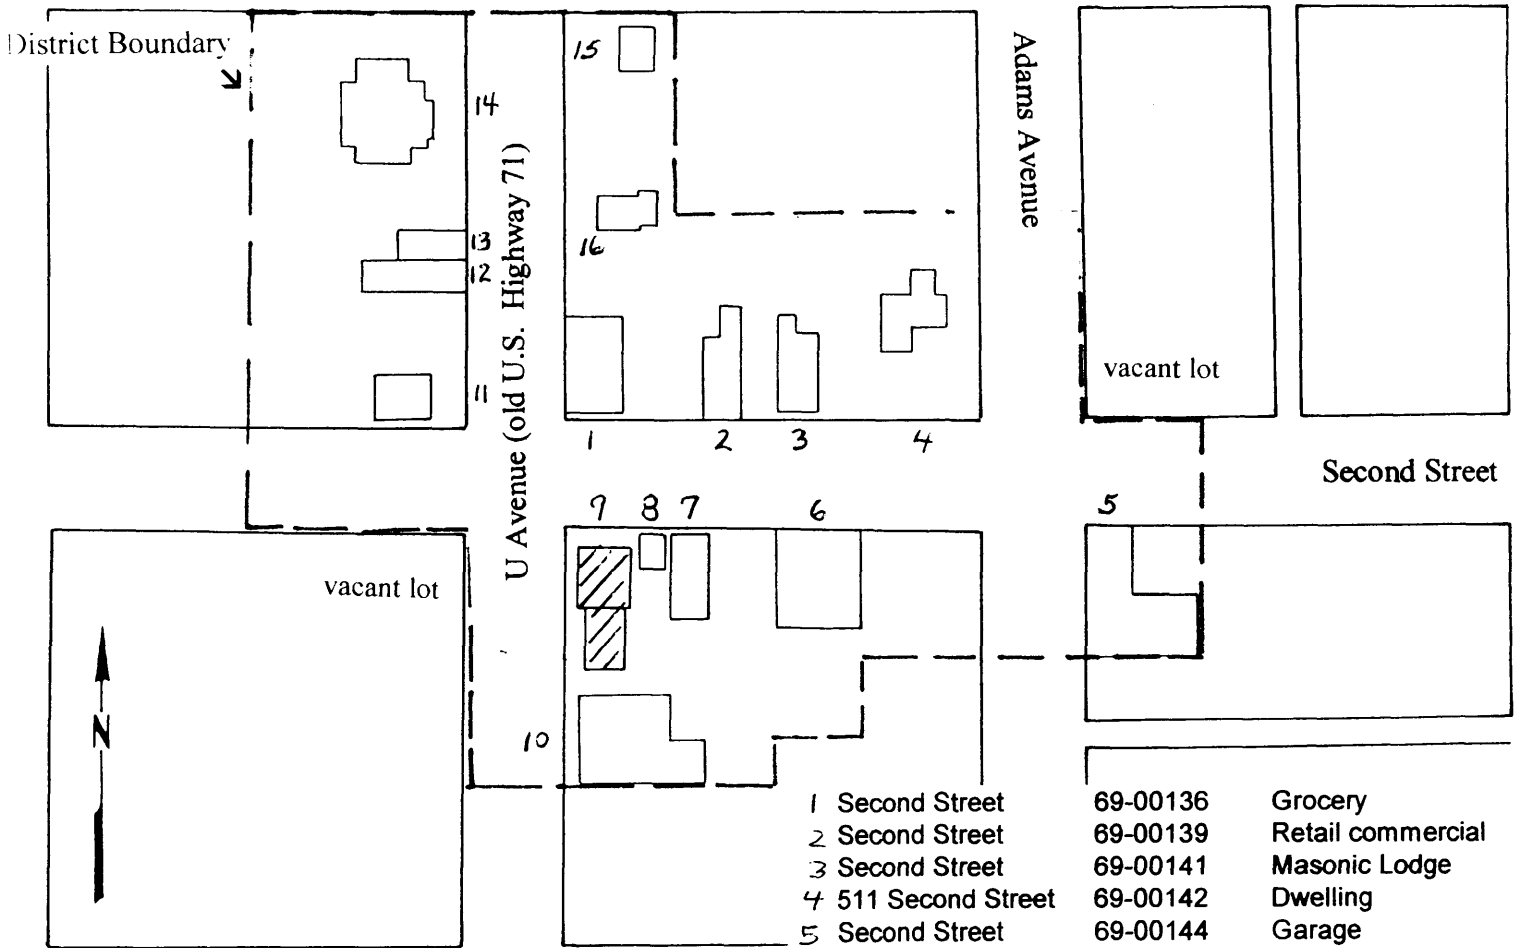 District Boundary
15
14
Adams Avenue
U Avenue (old U.S. Highway 71)
13
16
12
11
vacant lot
1
2
3
4
Second Street
9
8
7
6
5
vacant lot
N
10
1 Second Street 69-00136 Grocery
2 Second Street 69-00139 Retail commercial
3 Second Street 69-00141 Masonic Lodge
4 511 Second Street 69-00142 Dwelling
5 Second Street 69-00144 Garage